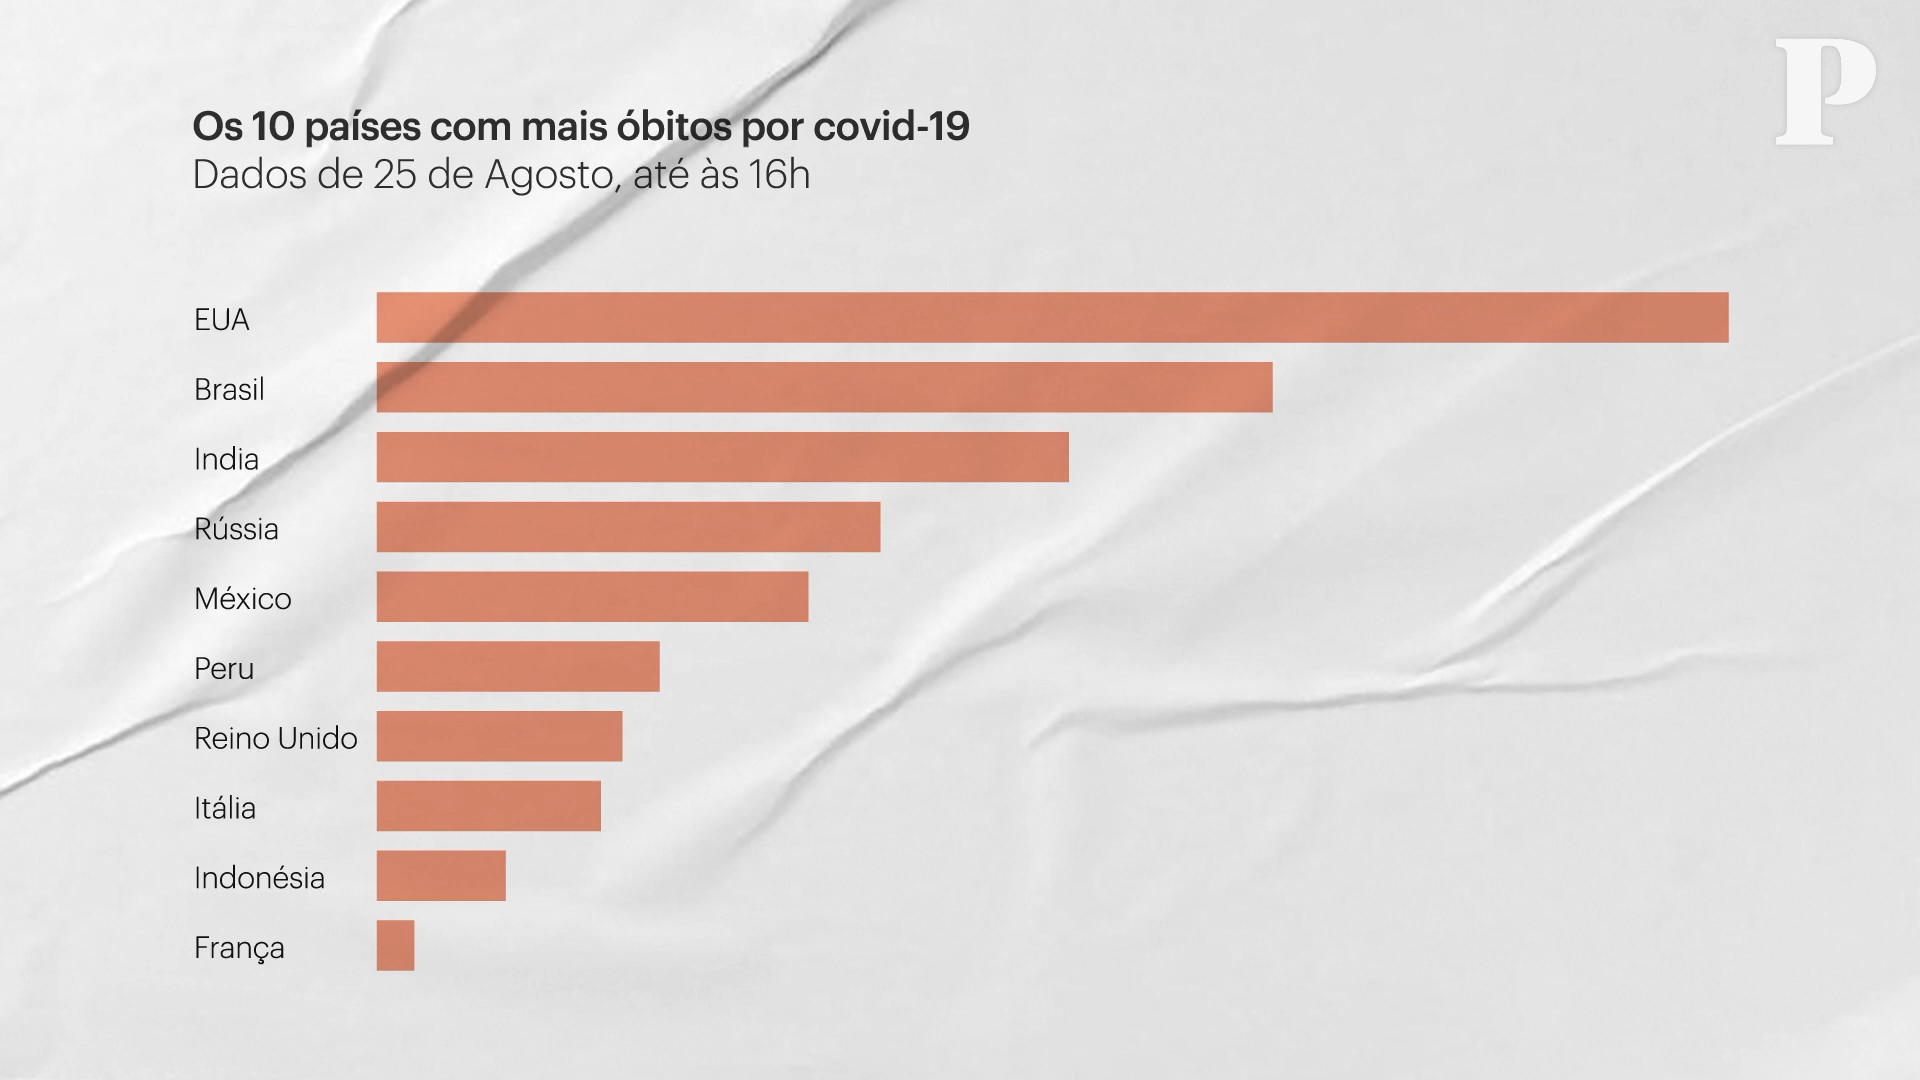 P
Os 10 países com mais óbitos por covid-19
Dados de 25 de Agosto, até às 16h
EUA
Brasil
India
Rússia
México
Peru
Reino Unido
Itália
Indonésia
França